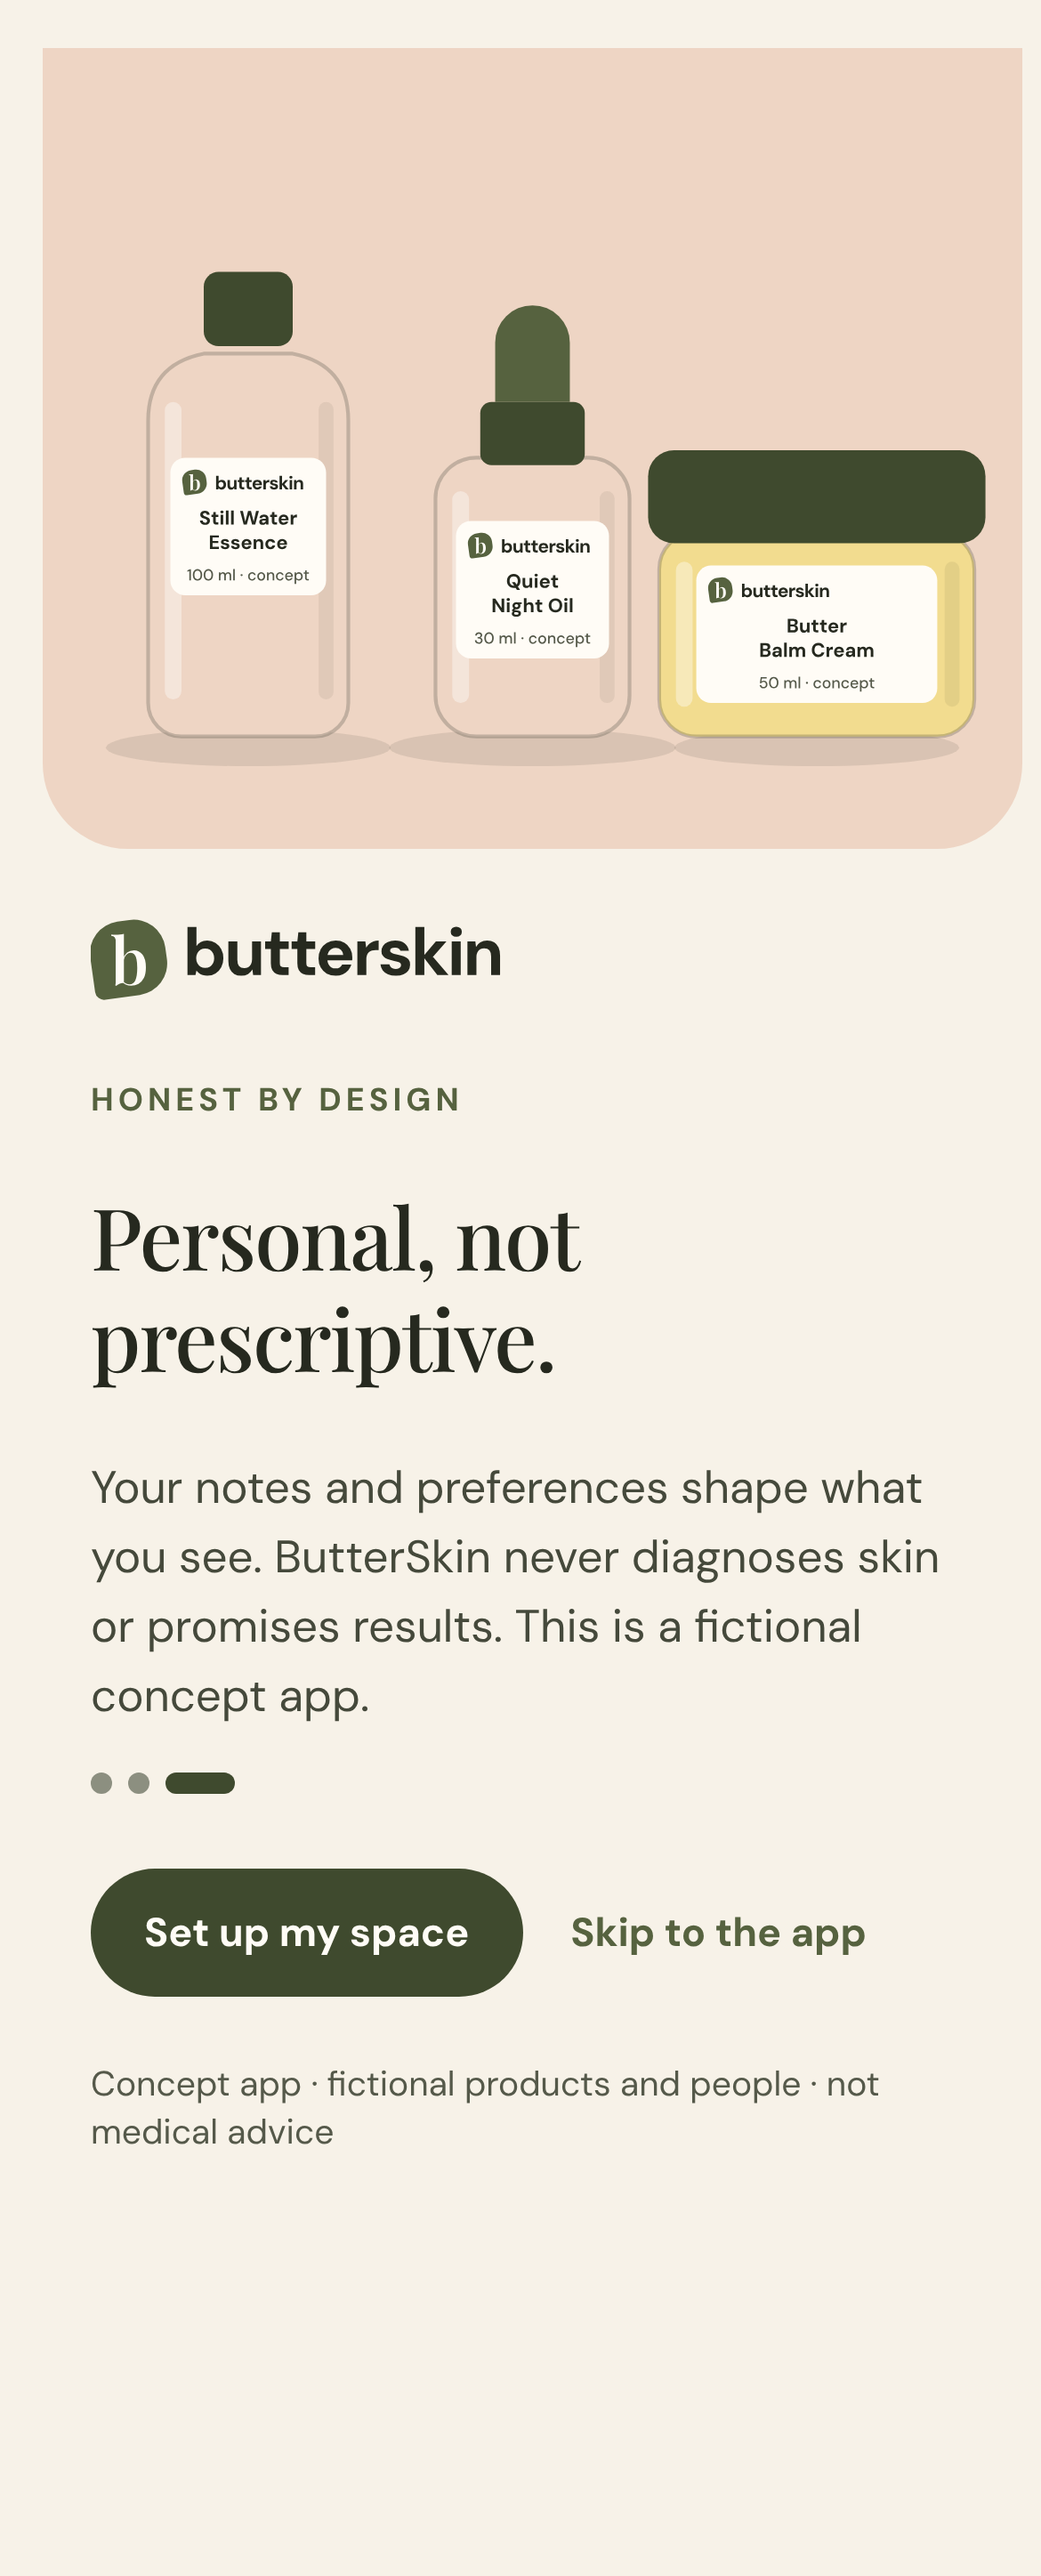 b butterskin
Still Water
Essence
100 ml · concept
b butterskin
Quiet
Night Oil
30 ml · concept
b butterskin
Butter
Balm Cream
50 ml · concept
b butterskin
HONEST BY DESIGN
Personal, not
prescriptive.
Your notes and preferences shape what
you see. ButterSkin never diagnoses skin
or promises results. This is a fictional
concept app.
Set up my space
Skip to the app
Concept app · fictional products and people · not
medical advice